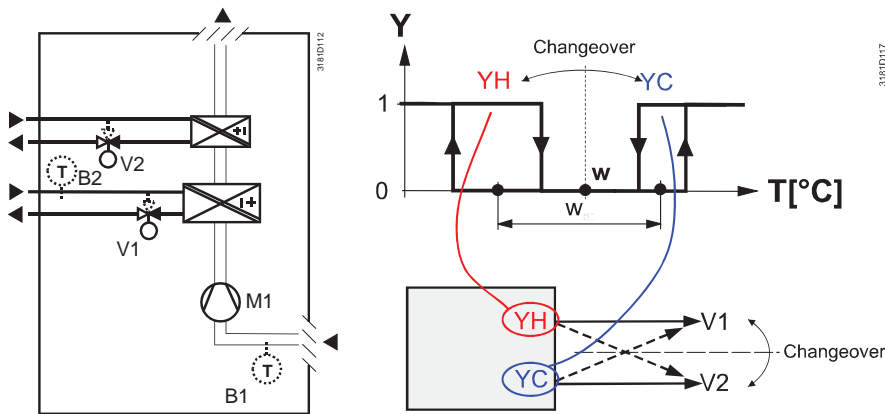 3181D112
V2
T
B2
V1
M1
T
B1
3181D117
Y
Changeover
YH
YC
1
w
0
T[°C]
w
YH
V1
Changeover
YC
V2